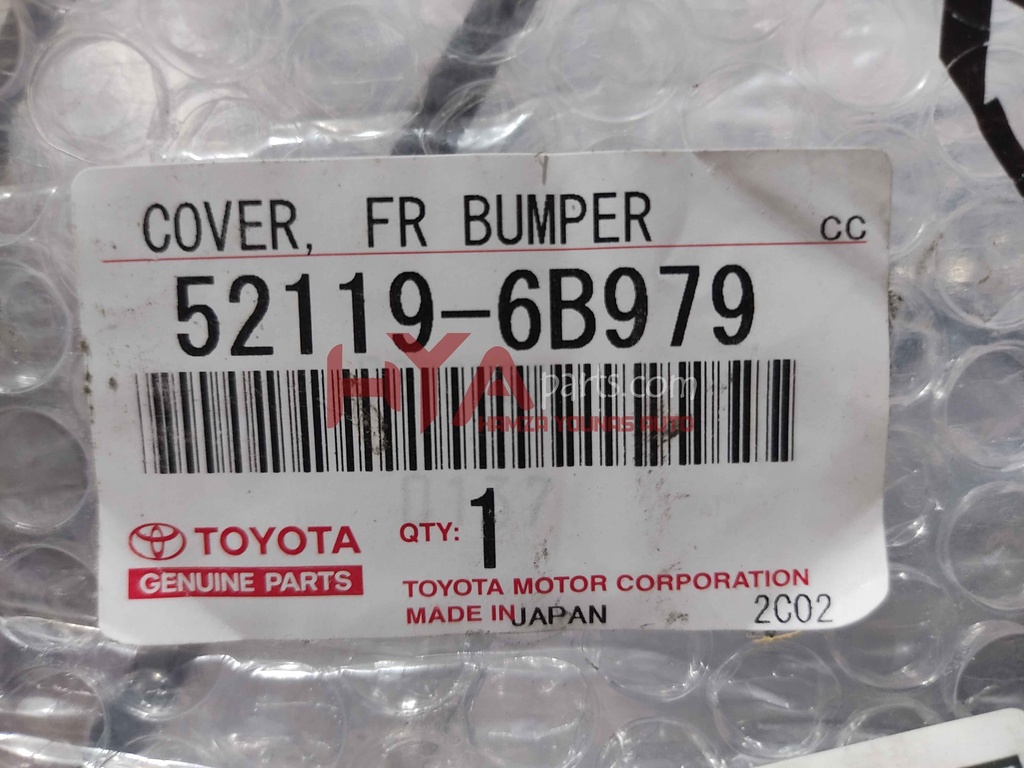 COVER, FR BUMPER CC
52119-6B979
HYA parts.com
HAMZA YOUNAS AUTO
QTY: 1
TOYOTA
GENUINE PARTS
TOYOTA MOTOR CORPORATION
MADE IN JAPAN 2C02